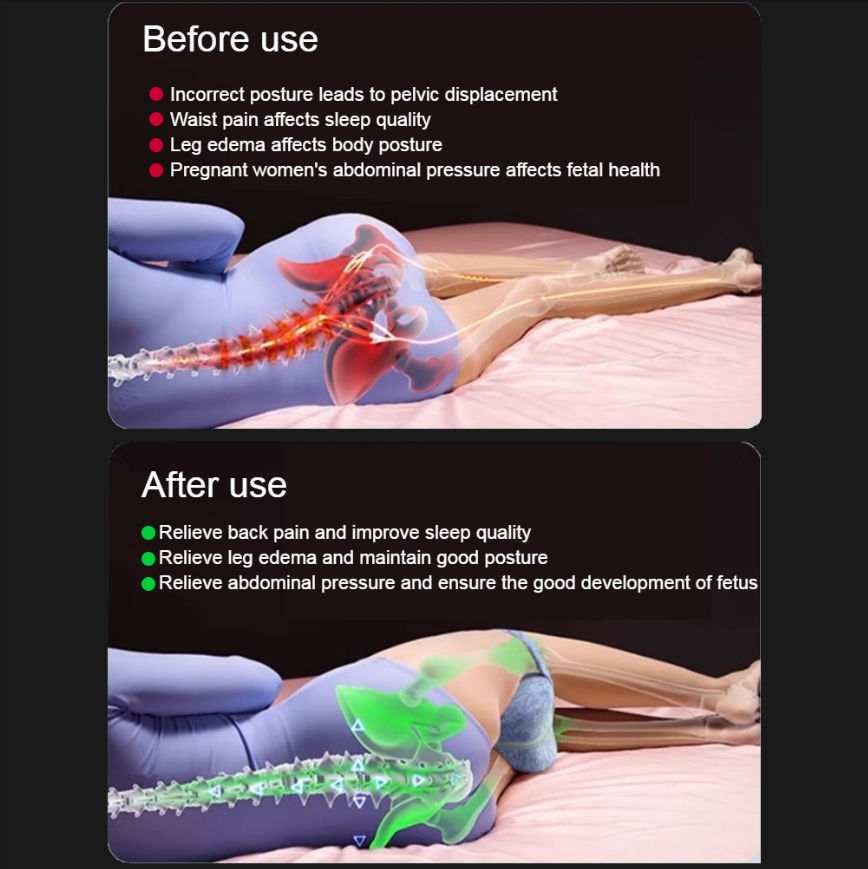 Before use
Incorrect posture leads to pelvic displacement
Waist pain affects sleep quality
Leg edema affects body posture
Pregnant women's abdominal pressure affects fetal health
After use
Relieve back pain and improve sleep quality
Relieve leg edema and maintain good posture
Relieve abdominal pressure and ensure the good development of fetus